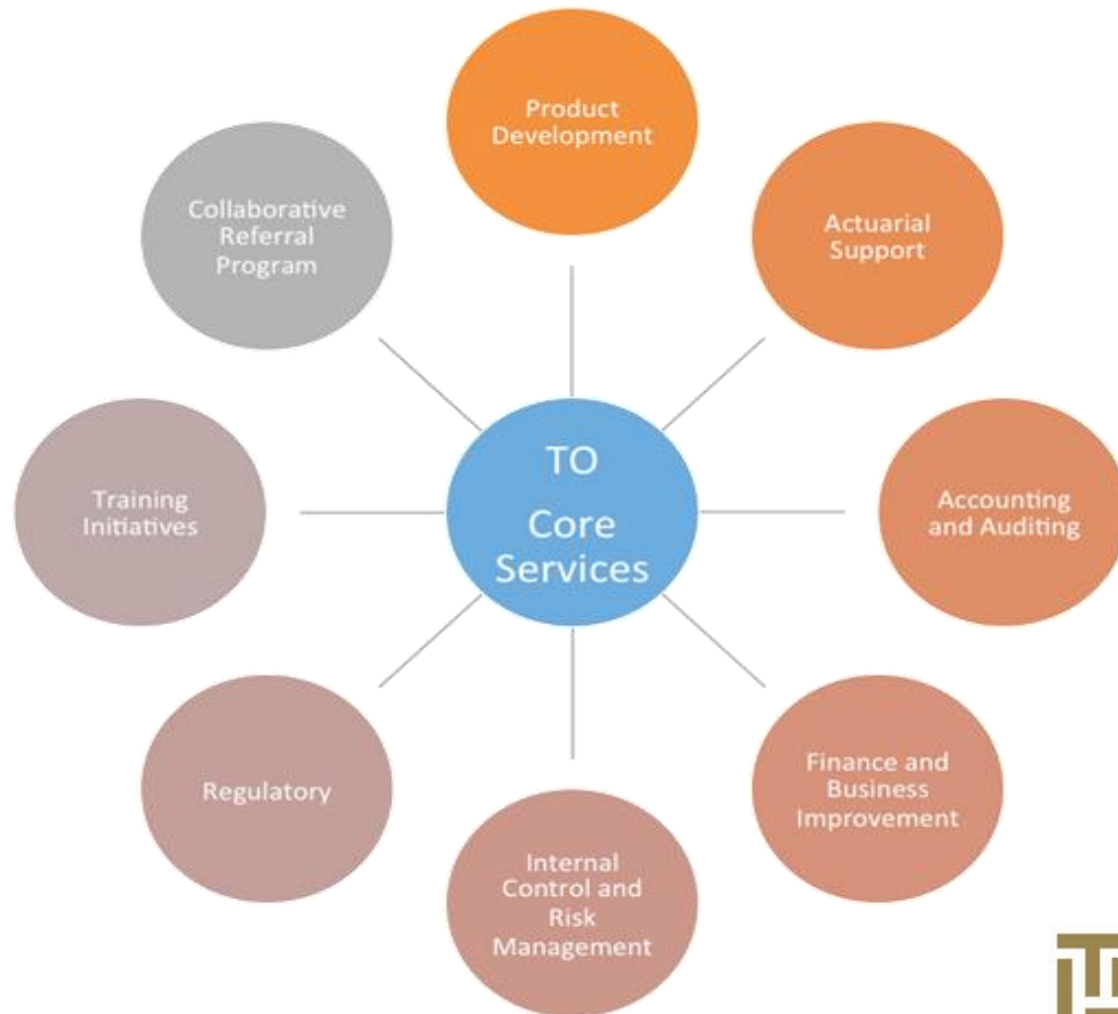 Product
Development
Actuarial
Support
Accounting
and Auditing
Finance and
Business
Improvement
Internal
Control and
Risk
Management
Regulatory
Training
Initiatives
Collaborative
Referral
Program
TO
Core
Services